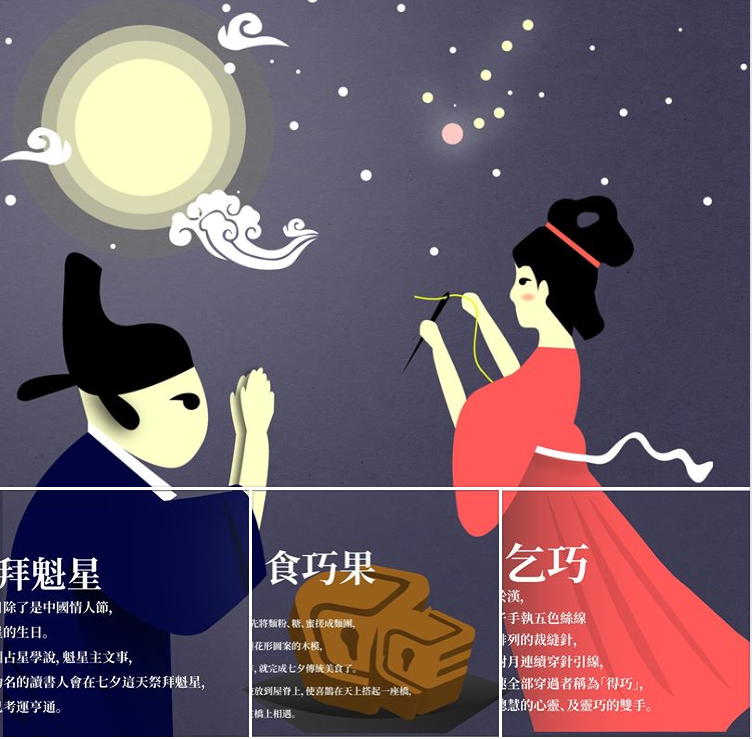 拜魁星
除了是中國情人節，
的生日。
占星學說，魁星主文事，
名的讀書人會在七夕這天祭拜魁星，
考運亨通。
食巧果
先將麵粉、糖、蜜揉成麵團，
花形圖案的木模，
，就完成七夕傳統美食了。
放到屋脊上，使喜鵲在天上搭起一座橋，
橋上相遇。
乞巧
漢，
手執五色絲線
排列的裁縫針，
月連續穿針引線，
全部穿過者稱為「得巧」，
聰慧的心靈、及靈巧的雙手。